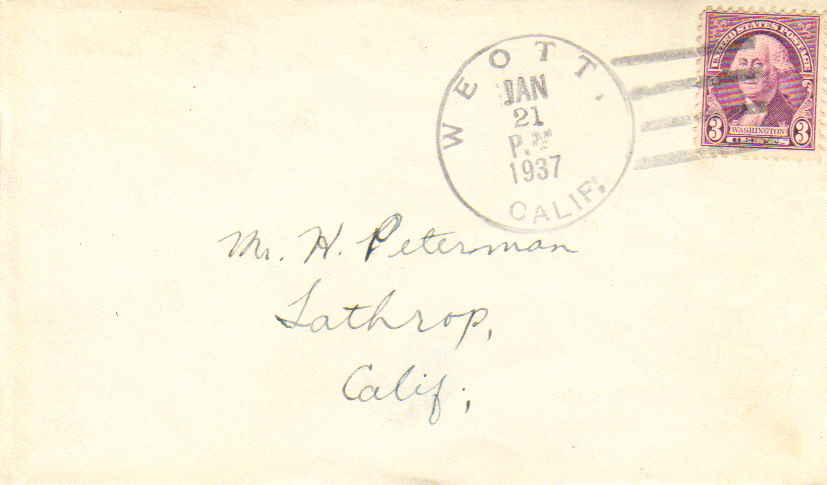 WEOTT,
JAN
21
P.M
1937
CALIF.
UNITED STATES POSTAGE
3 WASHINGTON 3
Mr. H. Peterman
Lathrop,
Calif.,